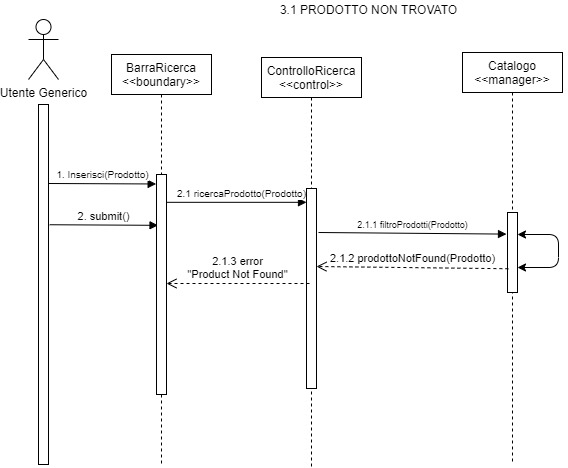 3.1 PRODOTTO NON TROVATO
Utente Generico
BarraRicerca
<<boundary>>
ControlloRicerca
<<control>>
Catalogo
<<manager>>
1. Inserisci(Prodotto)
2.1 ricercaProdotto(Prodotto)
2. submit()
2.1.1 filtroProdotti(Prodotto)
2.1.2 prodottoNotFound(Prodotto)
2.1.3 error
"Product Not Found"